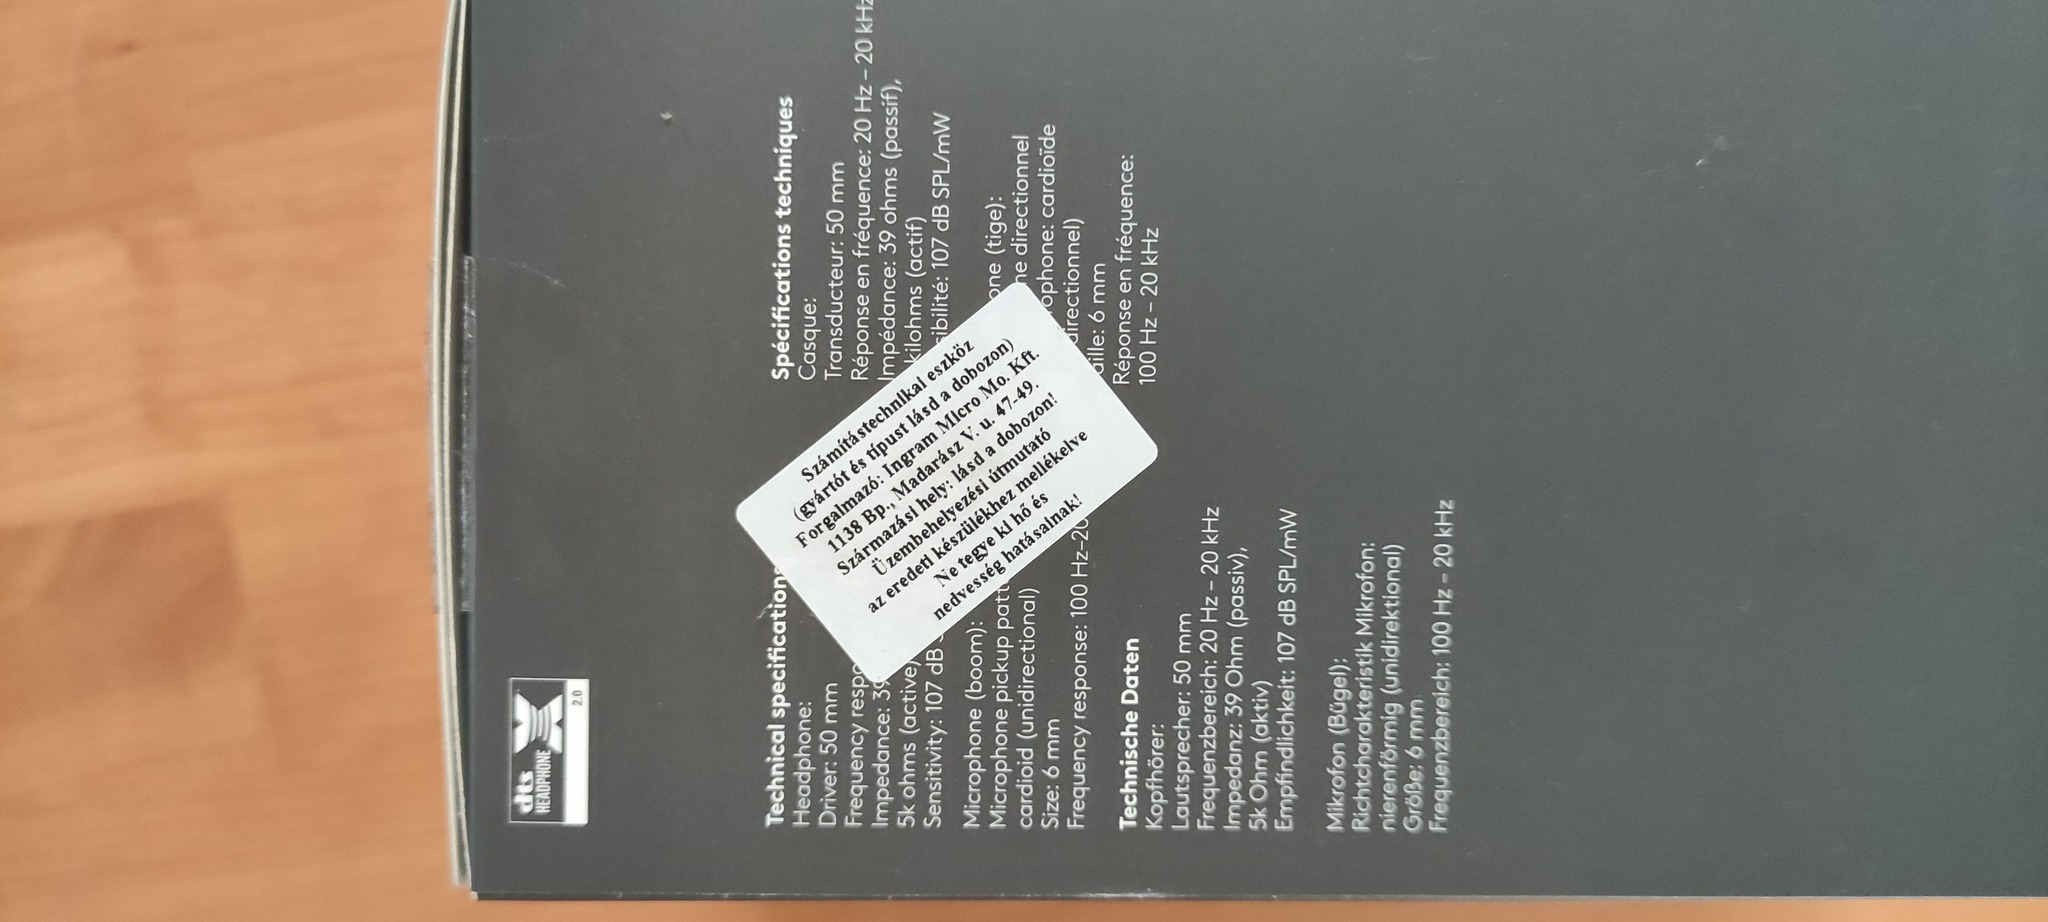 dts
HEADPHONE
X
2.0
Technical specification
Headphone:
Driver: 50 mm
Frequency resp
Impedance: 39
5k ohms (active)
Sensitivity: 107 dB
Microphone (boom):
Microphone pickup patt
cardioid (unidirectional)
Size: 6 mm
Frequency response: 100 Hz–20
Technische Daten
Kopfhörer:
Lautsprecher: 50 mm
Frequenzbereich: 20 Hz – 20 kHz
Impedanz: 39 Ohm (passiv),
5k Ohm (aktiv)
Empfindlichkeit: 107 dB SPL/mW
Mikrofon (Bügel):
Richtcharakteristik Mikrofon:
nierenförmig (unidirektional)
Größe: 6 mm
Frequenzbereich: 100 Hz – 20 kHz
Spécifications techniques
Casque:
Transducteur: 50 mm
Réponse en fréquence: 20 Hz – 20 kHz
Impédance: 39 ohms (passif),
kilohms (actif)
sibilité: 107 dB SPL/mW
one (tige):
ne directionnel
ophone: cardioïde
directionnel)
aille: 6 mm
Réponse en fréquence:
100 Hz – 20 kHz
Számítástechnikai eszköz
(gyártót és típust lásd a dobozon)
Forgalmazó: Ingram Micro Mo. Kft.
1138 Bp., Madarász V. u. 47-49.
Származási hely: lásd a dobozon!
Üzembehelyezési útmutató
az eredeti készülékhez mellékelve
Ne tegye ki hő és
nedvesség hatásainak!